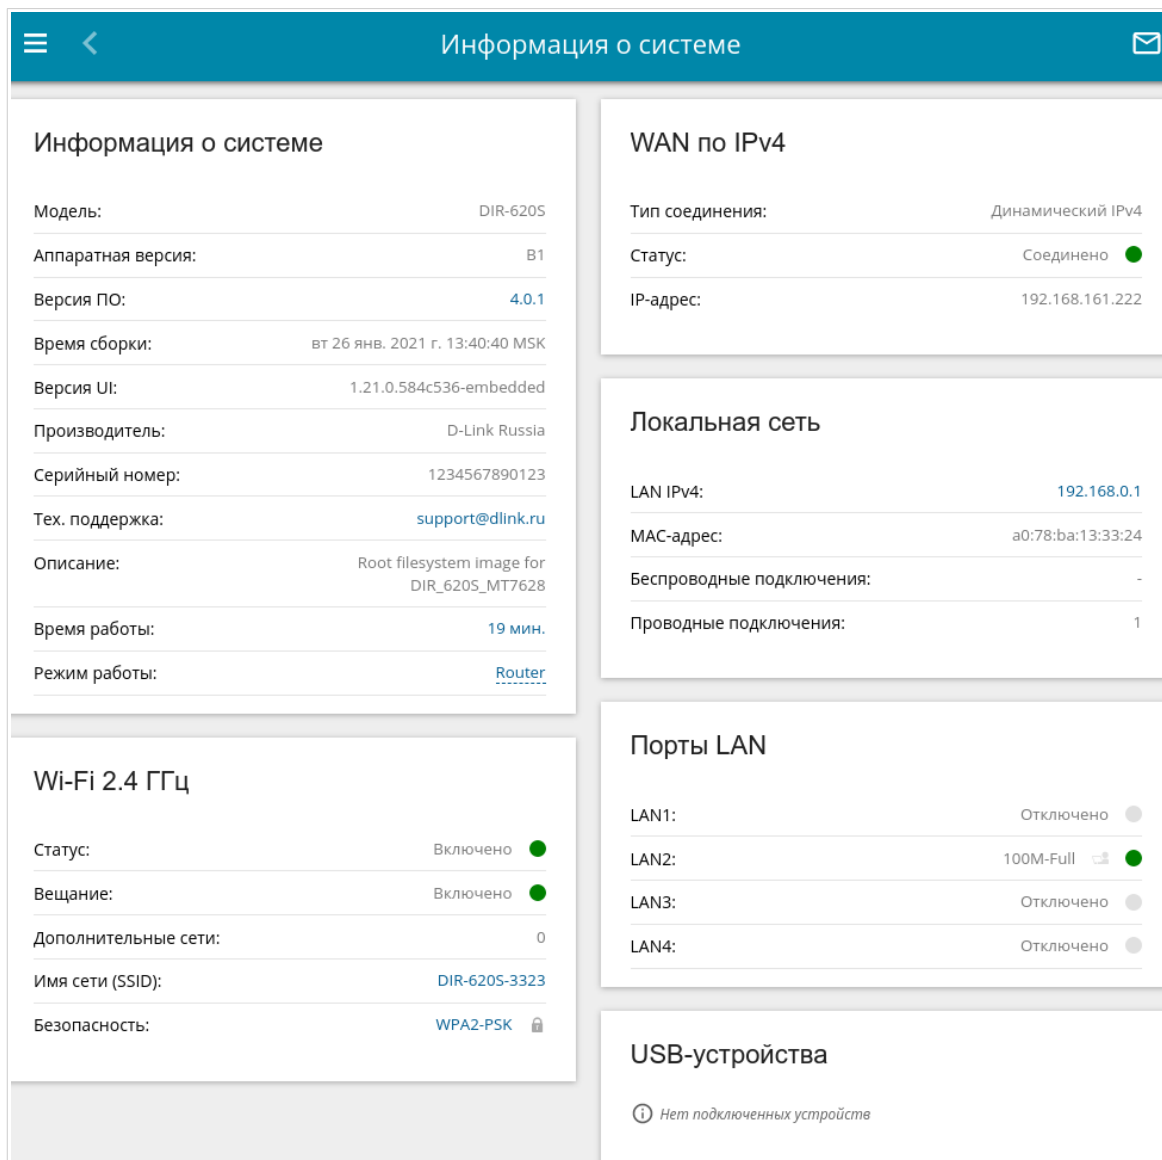 Информация о системе
Информация о системе
Модель: DIR-620S
Аппаратная версия: B1
Версия ПО: 4.0.1
Время сборки: вт 26 янв. 2021 г. 13:40:40 MSK
Версия UI: 1.21.0.584c536-embedded
Производитель: D-Link Russia
Серийный номер: 1234567890123
Тех. поддержка: support@dlink.ru
Описание: Root filesystem image for
DIR_620S_MT7628
Время работы: 19 мин.
Режим работы: Router
Wi-Fi 2.4 ГГц
Статус: Включено
Вещание: Включено
Дополнительные сети: 0
Имя сети (SSID): DIR-620S-3323
Безопасность: WPA2-PSK
WAN по IPv4
Тип соединения: Динамический IPv4
Статус: Соединено
IP-адрес: 192.168.161.222
Локальная сеть
LAN IPv4: 192.168.0.1
MAC-адрес: a0:78:ba:13:33:24
Беспроводные подключения: -
Проводные подключения: 1
Порты LAN
LAN1: Отключено
LAN2: 100M-Full
LAN3: Отключено
LAN4: Отключено
USB-устройства
Нет подключенных устройств